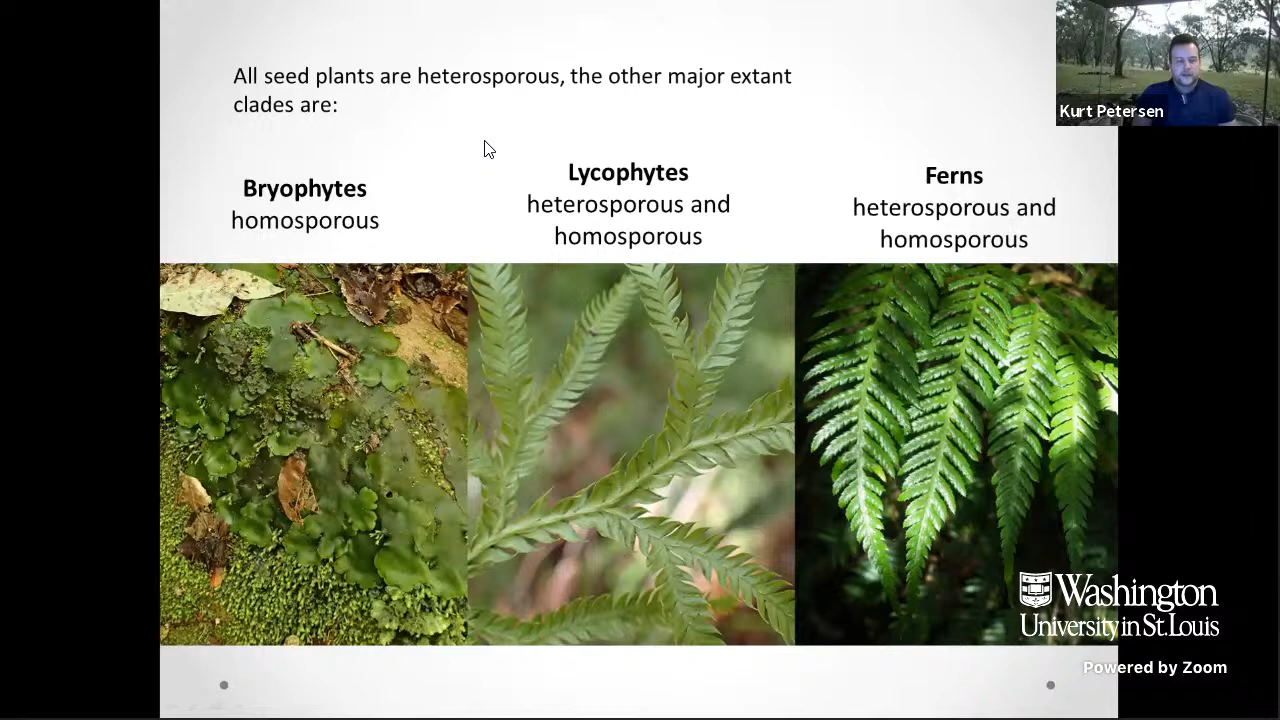 All seed plants are heterosporous, the other major extant
clades are:
Kurt Petersen
Bryophytes
homosporous
Lycophytes
heterosporous and
homosporous
Ferns
heterosporous and
homosporous
Washington
University in St. Louis
Powered by Zoom